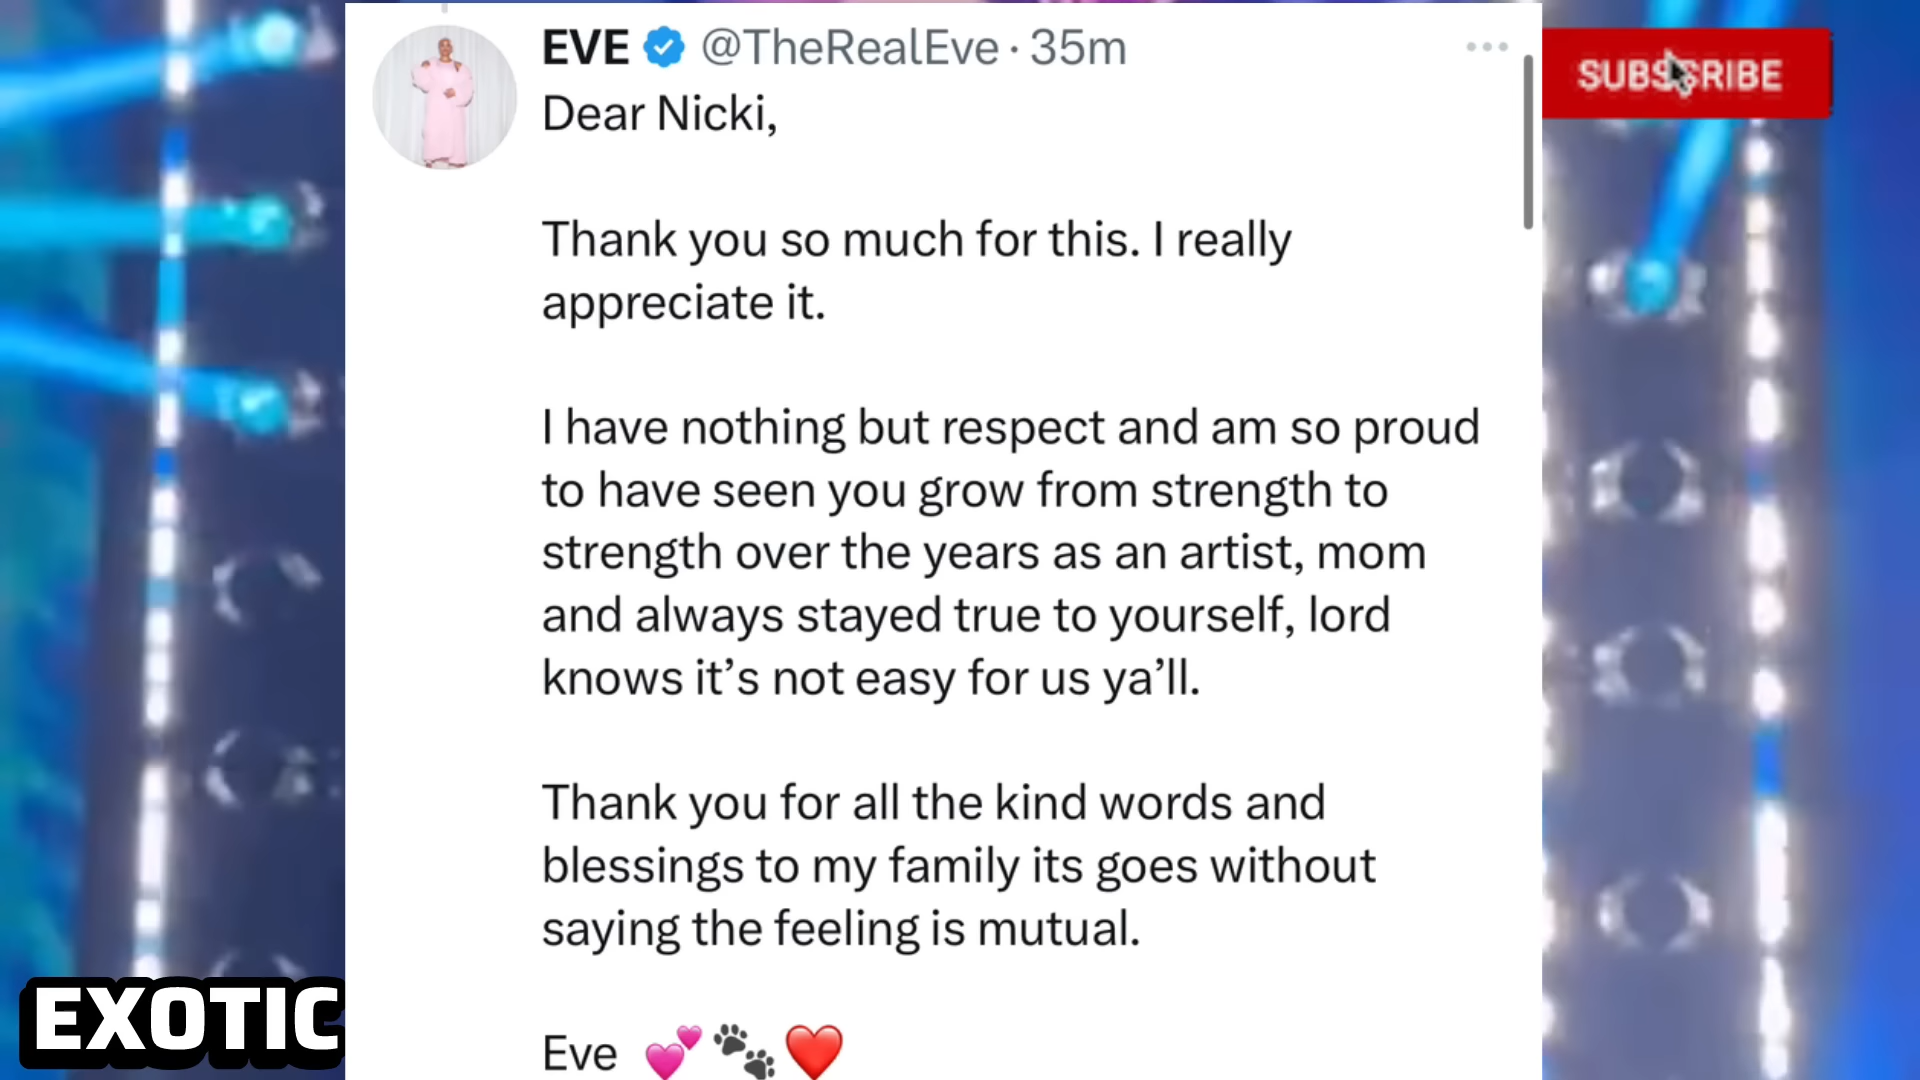 EVE @TheRealEve · 35m
Dear Nicki,
Thank you so much for this. I really
appreciate it.
I have nothing but respect and am so proud
to have seen you grow from strength to
strength over the years as an artist, mom
and always stayed true to yourself, lord
knows it’s not easy for us ya’ll.
Thank you for all the kind words and
blessings to my family its goes without
saying the feeling is mutual.
Eve 💕🐾❤️
SUBSCRIBE
EXOTIC